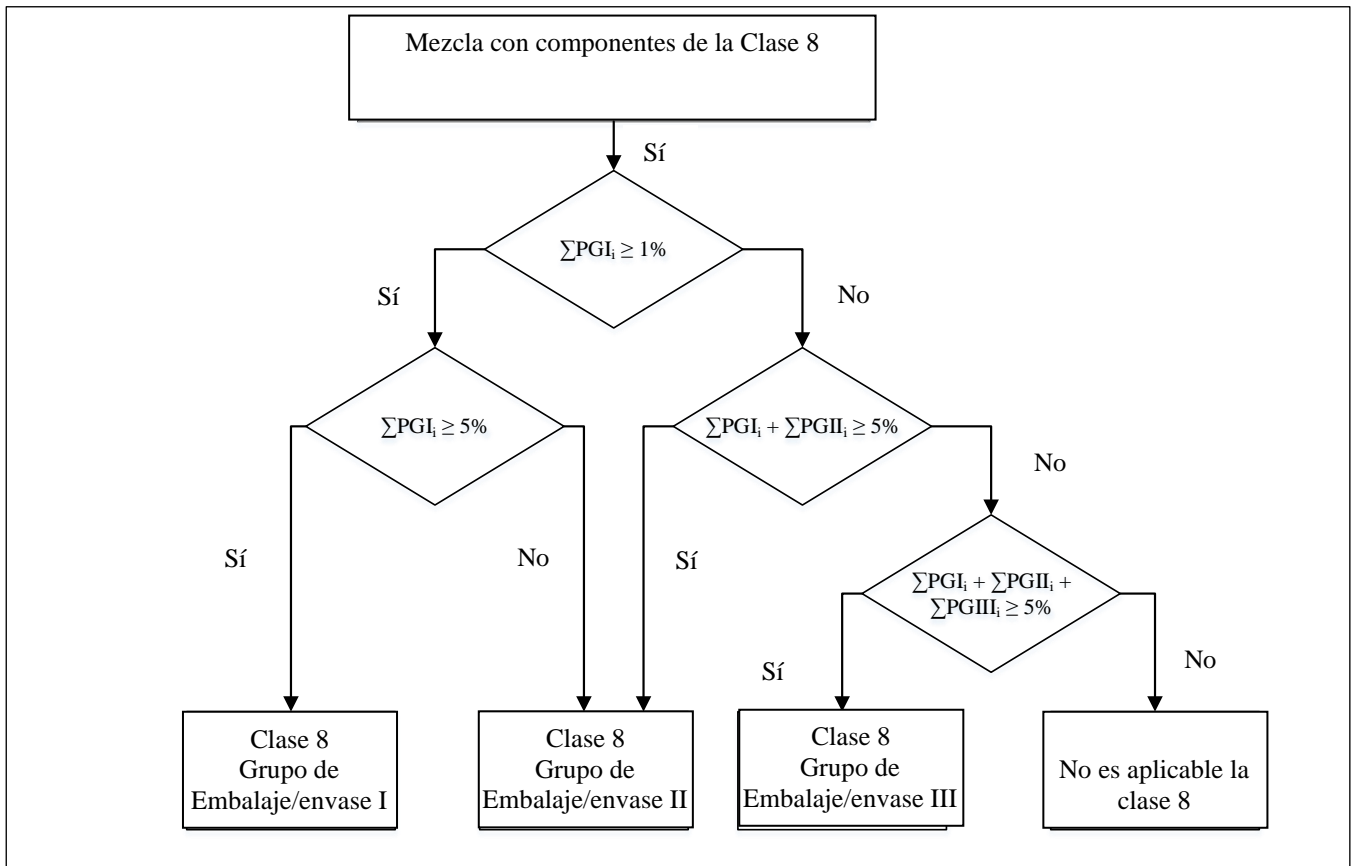 Mezcla con componentes de la Clase 8
Sí
∑PGIᵢ ≥ 1%
Sí
No
∑PGIᵢ ≥ 5%
∑PGIᵢ + ∑PGIIᵢ ≥ 5%
No
Sí
No
Sí
∑PGIᵢ + ∑PGIIᵢ +
∑PGIIIᵢ ≥ 5%
Sí
No
Clase 8
Grupo de
Embalaje/envase I
Clase 8
Grupo de
Embalaje/envase II
Clase 8
Grupo de
Embalaje/envase III
No es aplicable la
clase 8